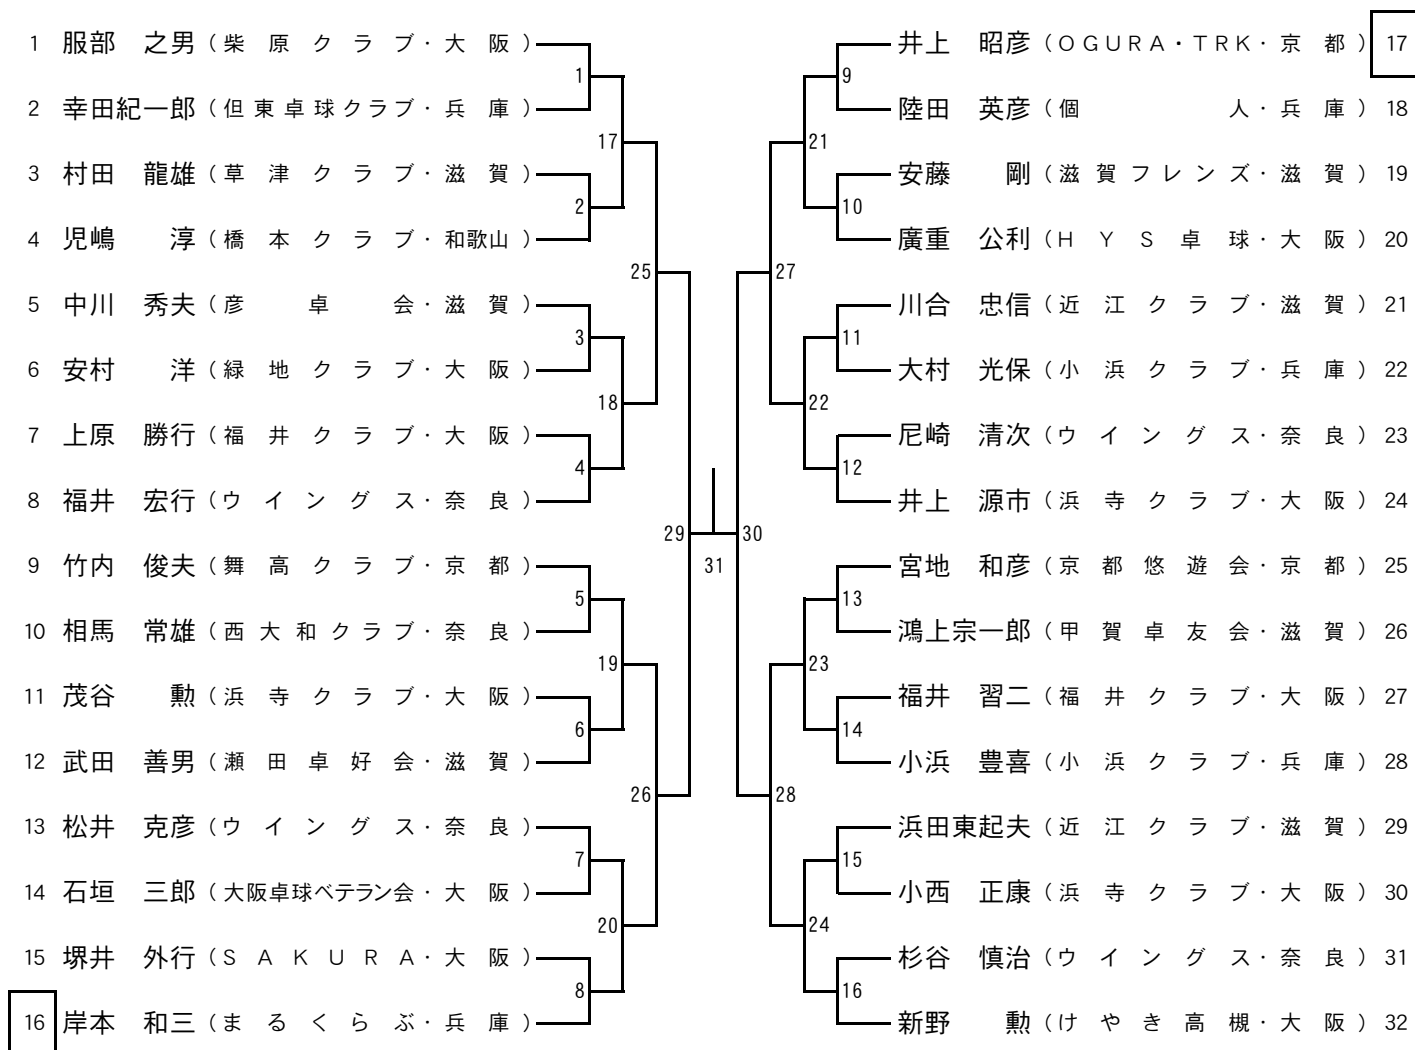 1 服部 之男 (柴原クラブ・大阪)
1
2 幸田紀一郎 (但東卓球クラブ・兵庫)
17
3 村田 龍雄 (草津クラブ・滋賀)
2
4 児嶋 淳 (橋本クラブ・和歌山)
25
5 中川 秀夫 (彦卓会・滋賀)
3
6 安村 洋 (緑地クラブ・大阪)
18
7 上原 勝行 (福井クラブ・大阪)
4
8 福井 宏行 (ウイングス・奈良)
29
9 竹内 俊夫 (舞高クラブ・京都)
5
10 相馬 常雄 (西大和クラブ・奈良)
19
11 茂谷 勲 (浜寺クラブ・大阪)
6
12 武田 善男 (瀬田卓好会・滋賀)
26
13 松井 克彦 (ウイングス・奈良)
7
14 石垣 三郎 (大阪卓球ベテラン会・大阪)
20
15 堺井 外行 (SAKURA・大阪)
8
16 岸本 和三 (まるくらぶ・兵庫)
31
井上 昭彦 (OGURA・TRK・京都) 17
9
陸田 英彦 (個人・兵庫) 18
21
安藤 剛 (滋賀フレンズ・滋賀) 19
10
廣重 公利 (HYS卓球・大阪) 20
27
川合 忠信 (近江クラブ・滋賀) 21
11
大村 光保 (小浜クラブ・兵庫) 22
22
尼崎 清次 (ウイングス・奈良) 23
12
井上 源市 (浜寺クラブ・大阪) 24
30
宮地 和彦 (京都悠遊会・京都) 25
13
鴻上宗一郎 (甲賀卓友会・滋賀) 26
23
福井 習二 (福井クラブ・大阪) 27
14
小浜 豊喜 (小浜クラブ・兵庫) 28
28
浜田東起夫 (近江クラブ・滋賀) 29
15
小西 正康 (浜寺クラブ・大阪) 30
24
杉谷 慎治 (ウイングス・奈良) 31
16
新野 勲 (けやき高槻・大阪) 32